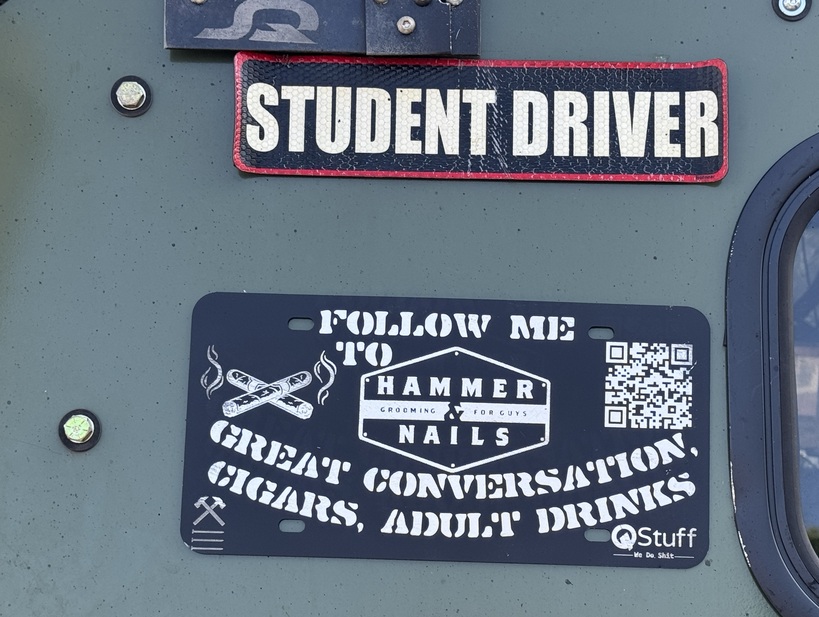 STUDENT DRIVER
FOLLOW ME
TO
HAMMER
GROOMING & FOR GUYS
NAILS
GREAT CONVERSATION,
CIGARS, ADULT DRINKS
QStuff
We Do Shit